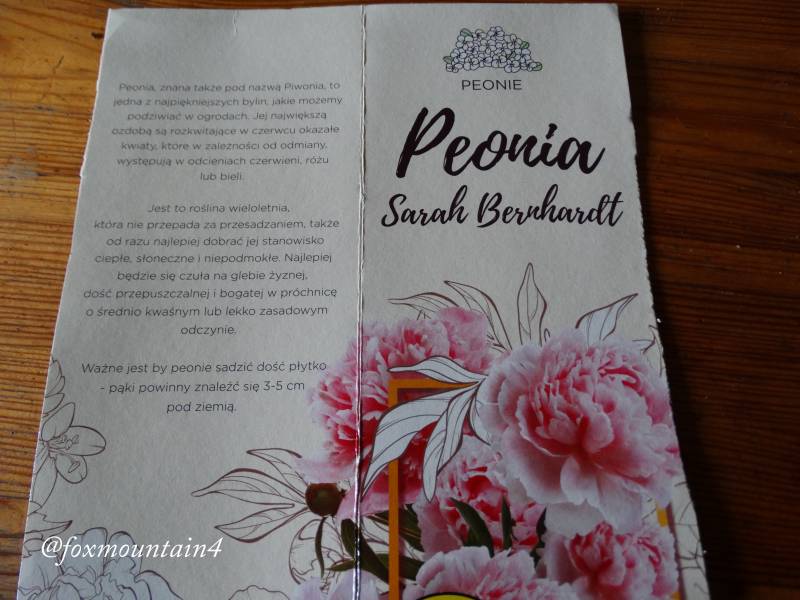 Peonia, znana także pod nazwą Piwonia, to
jedna z najpiękniejszych bylin, jakie możemy
podziwiać w ogrodach. Jej największą
ozdobą są rozkwitające w czerwcu okazałe
kwiaty, które w zależności od odmiany,
występują w odcieniach czerwieni, różu
lub bieli.
Jest to roślina wieloletnia,
która nie przepada za przesadzaniem, także
od razu najlepiej dobrać jej stanowisko
ciepłe, słoneczne i niepodmokłe. Najlepiej
będzie się czuła na glebie żyznej,
dość przepuszczalnej i bogatej w próchnicę
o średnio kwaśnym lub lekko zasadowym
odczynie.
Ważne jest by peonie sadzić dość płytko
- pąki powinny znaleźć się 3-5 cm
pod ziemią.
PEONIE
Peonia
Sarah Bernhardt
@foxmountain4